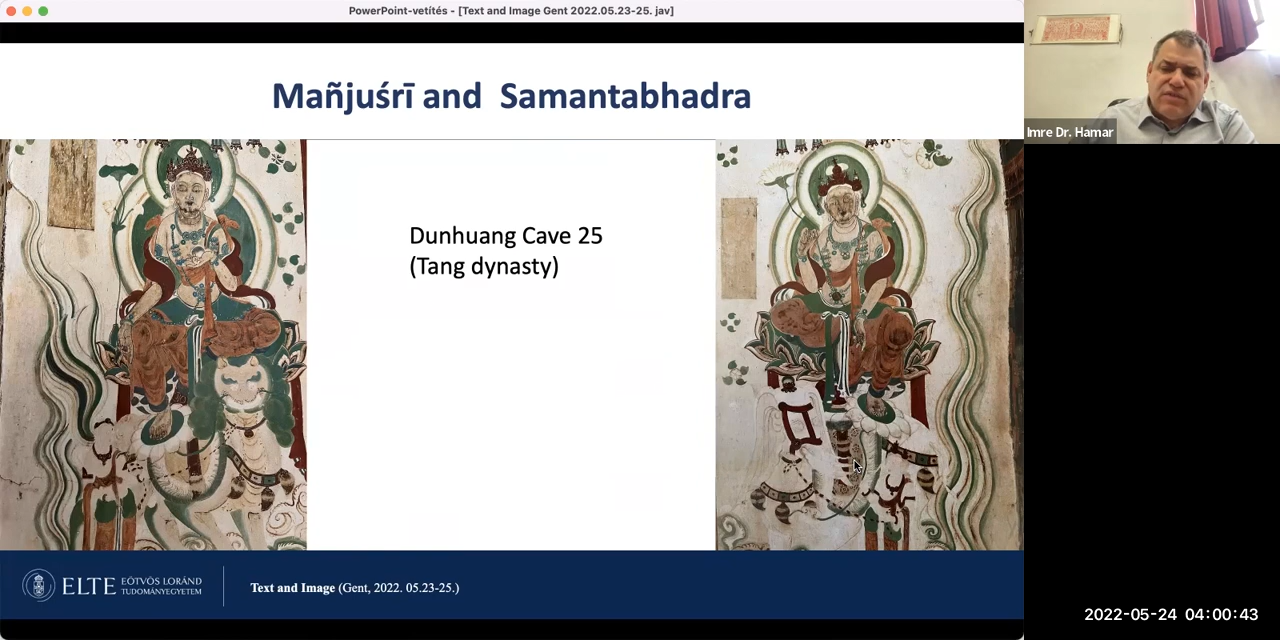 PowerPoint-vetítés - [Text and Image Gent 2022.05.23-25. jav]
Mañjuśrī and Samantabhadra
Dunhuang Cave 25
(Tang dynasty)
ELTE
EÖTVÖS LORÁND
TUDOMÁNYEGYETEM
Text and Image (Gent, 2022. 05.23-25.)
Imre Dr. Hamar
2022-05-24 04:00:43